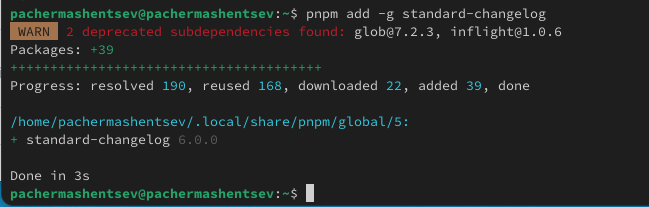 pachermashentsev@pachermashentsev:~$ pnpm add -g standard-changelog
WARN 2 deprecated subdependencies found: glob@7.2.3, inflight@1.0.6
Packages: +39
+++++++++++++++++++++++++++++++++++++++
Progress: resolved 190, reused 168, downloaded 22, added 39, done
/home/pachermashentsev/.local/share/pnpm/global/5:
+ standard-changelog 6.0.0
Done in 3s
pachermashentsev@pachermashentsev:~$